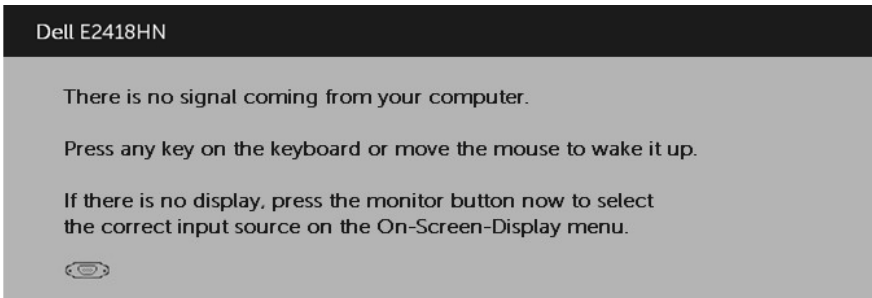 Dell E2418HN
There is no signal coming from your computer.
Press any key on the keyboard or move the mouse to wake it up.
If there is no display, press the monitor button now to select
the correct input source on the On-Screen-Display menu.